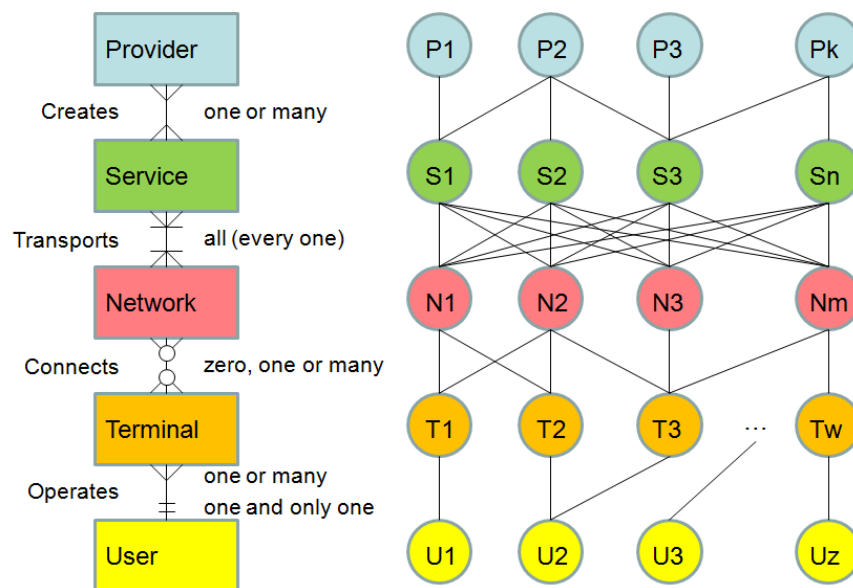 Provider P1 P2 P3 Pk
Creates one or many
Service S1 S2 S3 Sn
Transports all (every one)
Network N1 N2 N3 Nm
Connects zero, one or many
Terminal T1 T2 T3 ... Tw
Operates one or many
one and only one
User U1 U2 U3 Uz